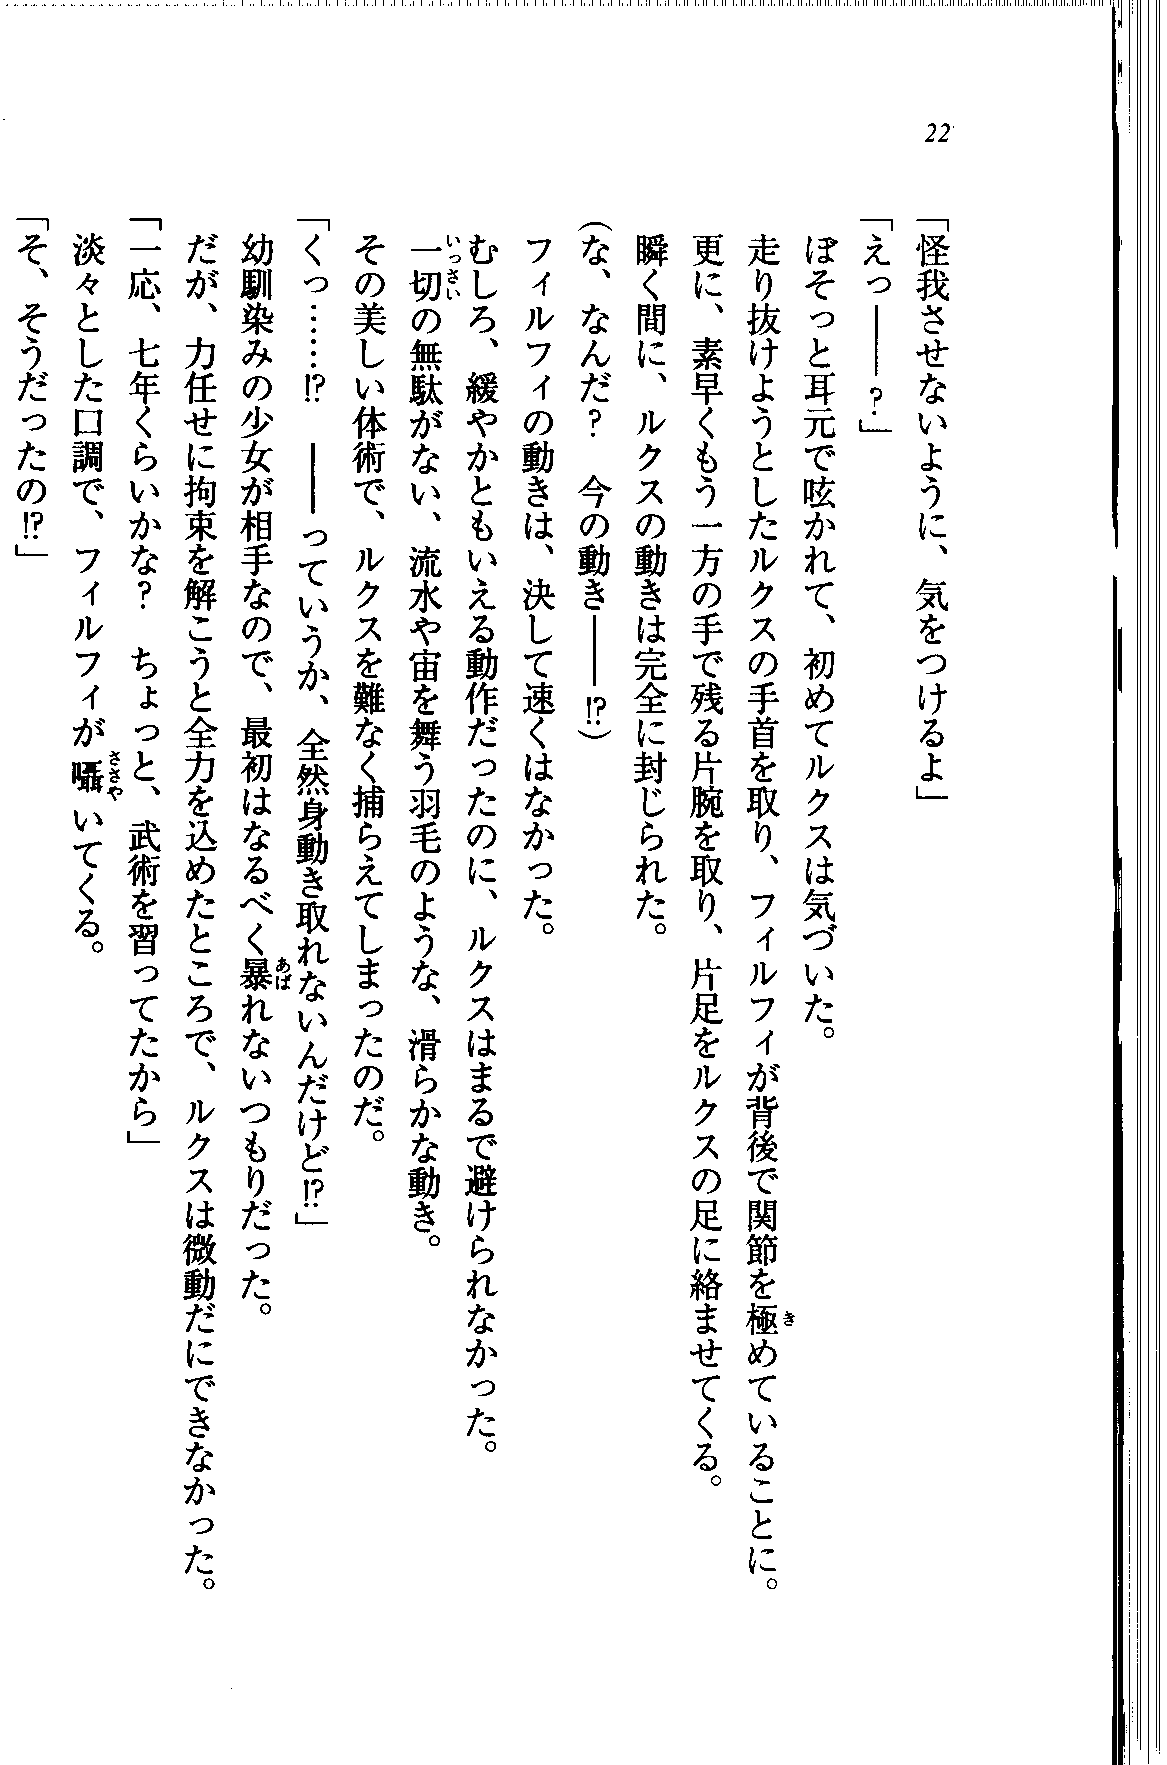 22
「怪我させないように、気をつけるよ」
「えっ――？」
ぼそっと耳元で呟かれて、初めてルクスは気づいた。
走り抜けようとしたルクスの手首を取り、フィルフィが背後で関節を極めていることに。
更に、素早くもう一方の手で残る片腕を取り、片足をルクスの足に絡ませてくる。
瞬く間に、ルクスの動きは完全に封じられた。
（な、なんだ？　今の動き――!?）
フィルフィの動きは、決して速くはなかった。
むしろ、緩やかともいえる動作だったのに、ルクスはまるで避けられなかった。
一切の無駄がない、流水や宙を舞う羽毛のような、滑らかな動き。
その美しい体術で、ルクスを難なく捕らえてしまったのだ。
「くっ……!?　――っていうか、全然身動き取れないんだけど!?」
幼馴染みの少女が相手なので、最初はなるべく暴れないつもりだった。
だが、力任せに拘束を解こうと全力を込めたところで、ルクスは微動だにできなかった。
「一応、七年くらいかな？　ちょっと、武術を習ってたから」
淡々とした口調で、フィルフィが囁いてくる。
「そ、そうだったの!?」